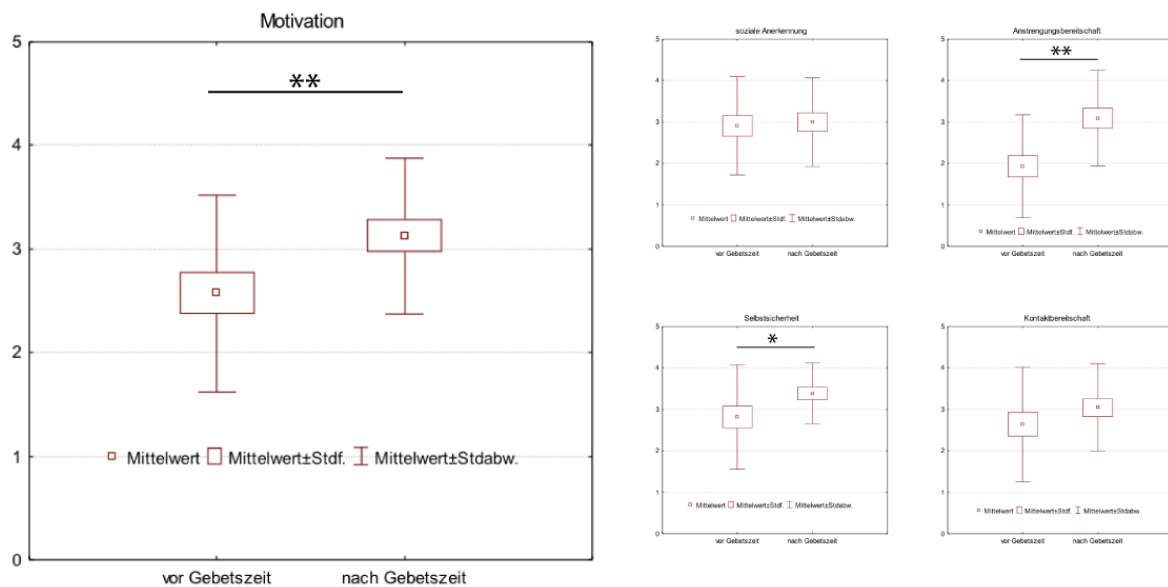 Motivation
5
**
4
3
2
Mittelwert Mittelwert±Stdf. Mittelwert±Stdabw.
1
0
vor Gebetszeit nach Gebetszeit
soziale Anerkennung
5
4
3
2
1
Mittelwert Mittelwert±Stdf. Mittelwert±Stdabw.
0
vor Gebetszeit nach Gebetszeit
Anstrengungsbereitschaft
5
**
4
3
2
1
Mittelwert Mittelwert±Stdf. Mittelwert±Stdabw.
0
vor Gebetszeit nach Gebetszeit
Selbstsicherheit
5
*
4
3
2
1
Mittelwert Mittelwert±Stdf. Mittelwert±Stdabw.
0
vor Gebetszeit nach Gebetszeit
Kontaktbereitschaft
5
4
3
2
1
Mittelwert Mittelwert±Stdf. Mittelwert±Stdabw.
0
vor Gebetszeit nach Gebetszeit